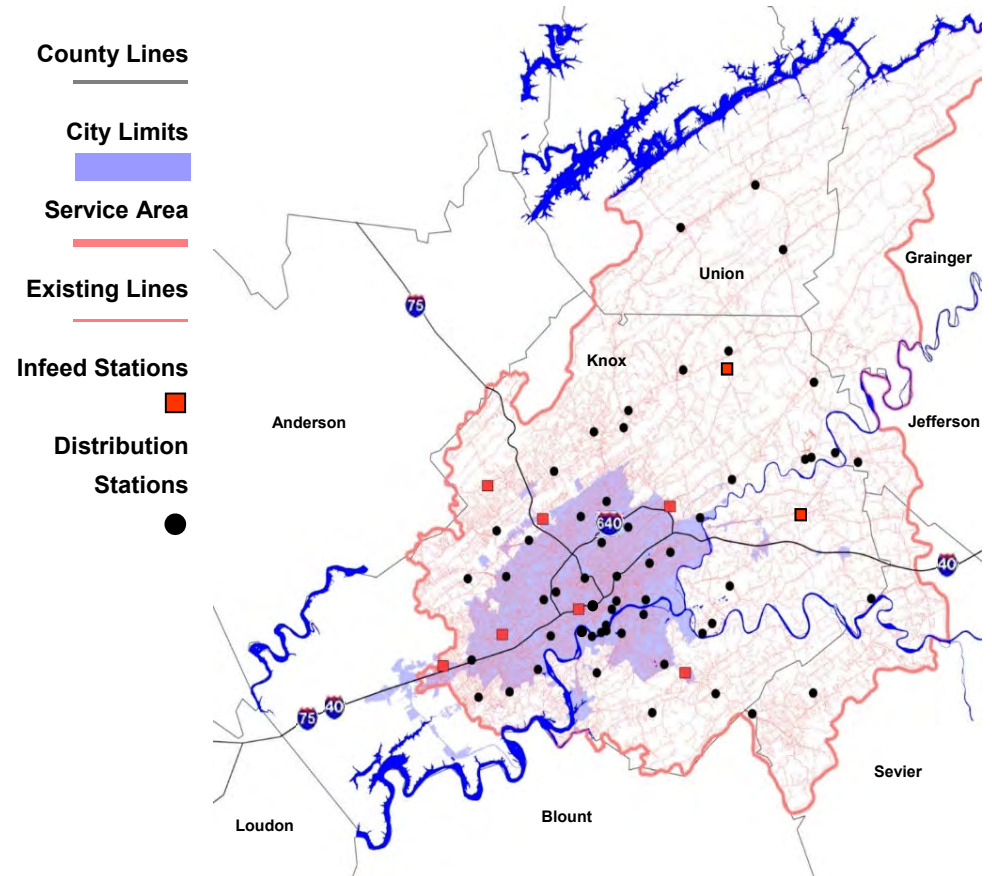 County Lines
City Limits
Service Area
Existing Lines
Infeed Stations
Distribution
Stations
Union
Grainger
75
Knox
Anderson
Jefferson
640
40
75
40
Sevier
Blount
Loudon